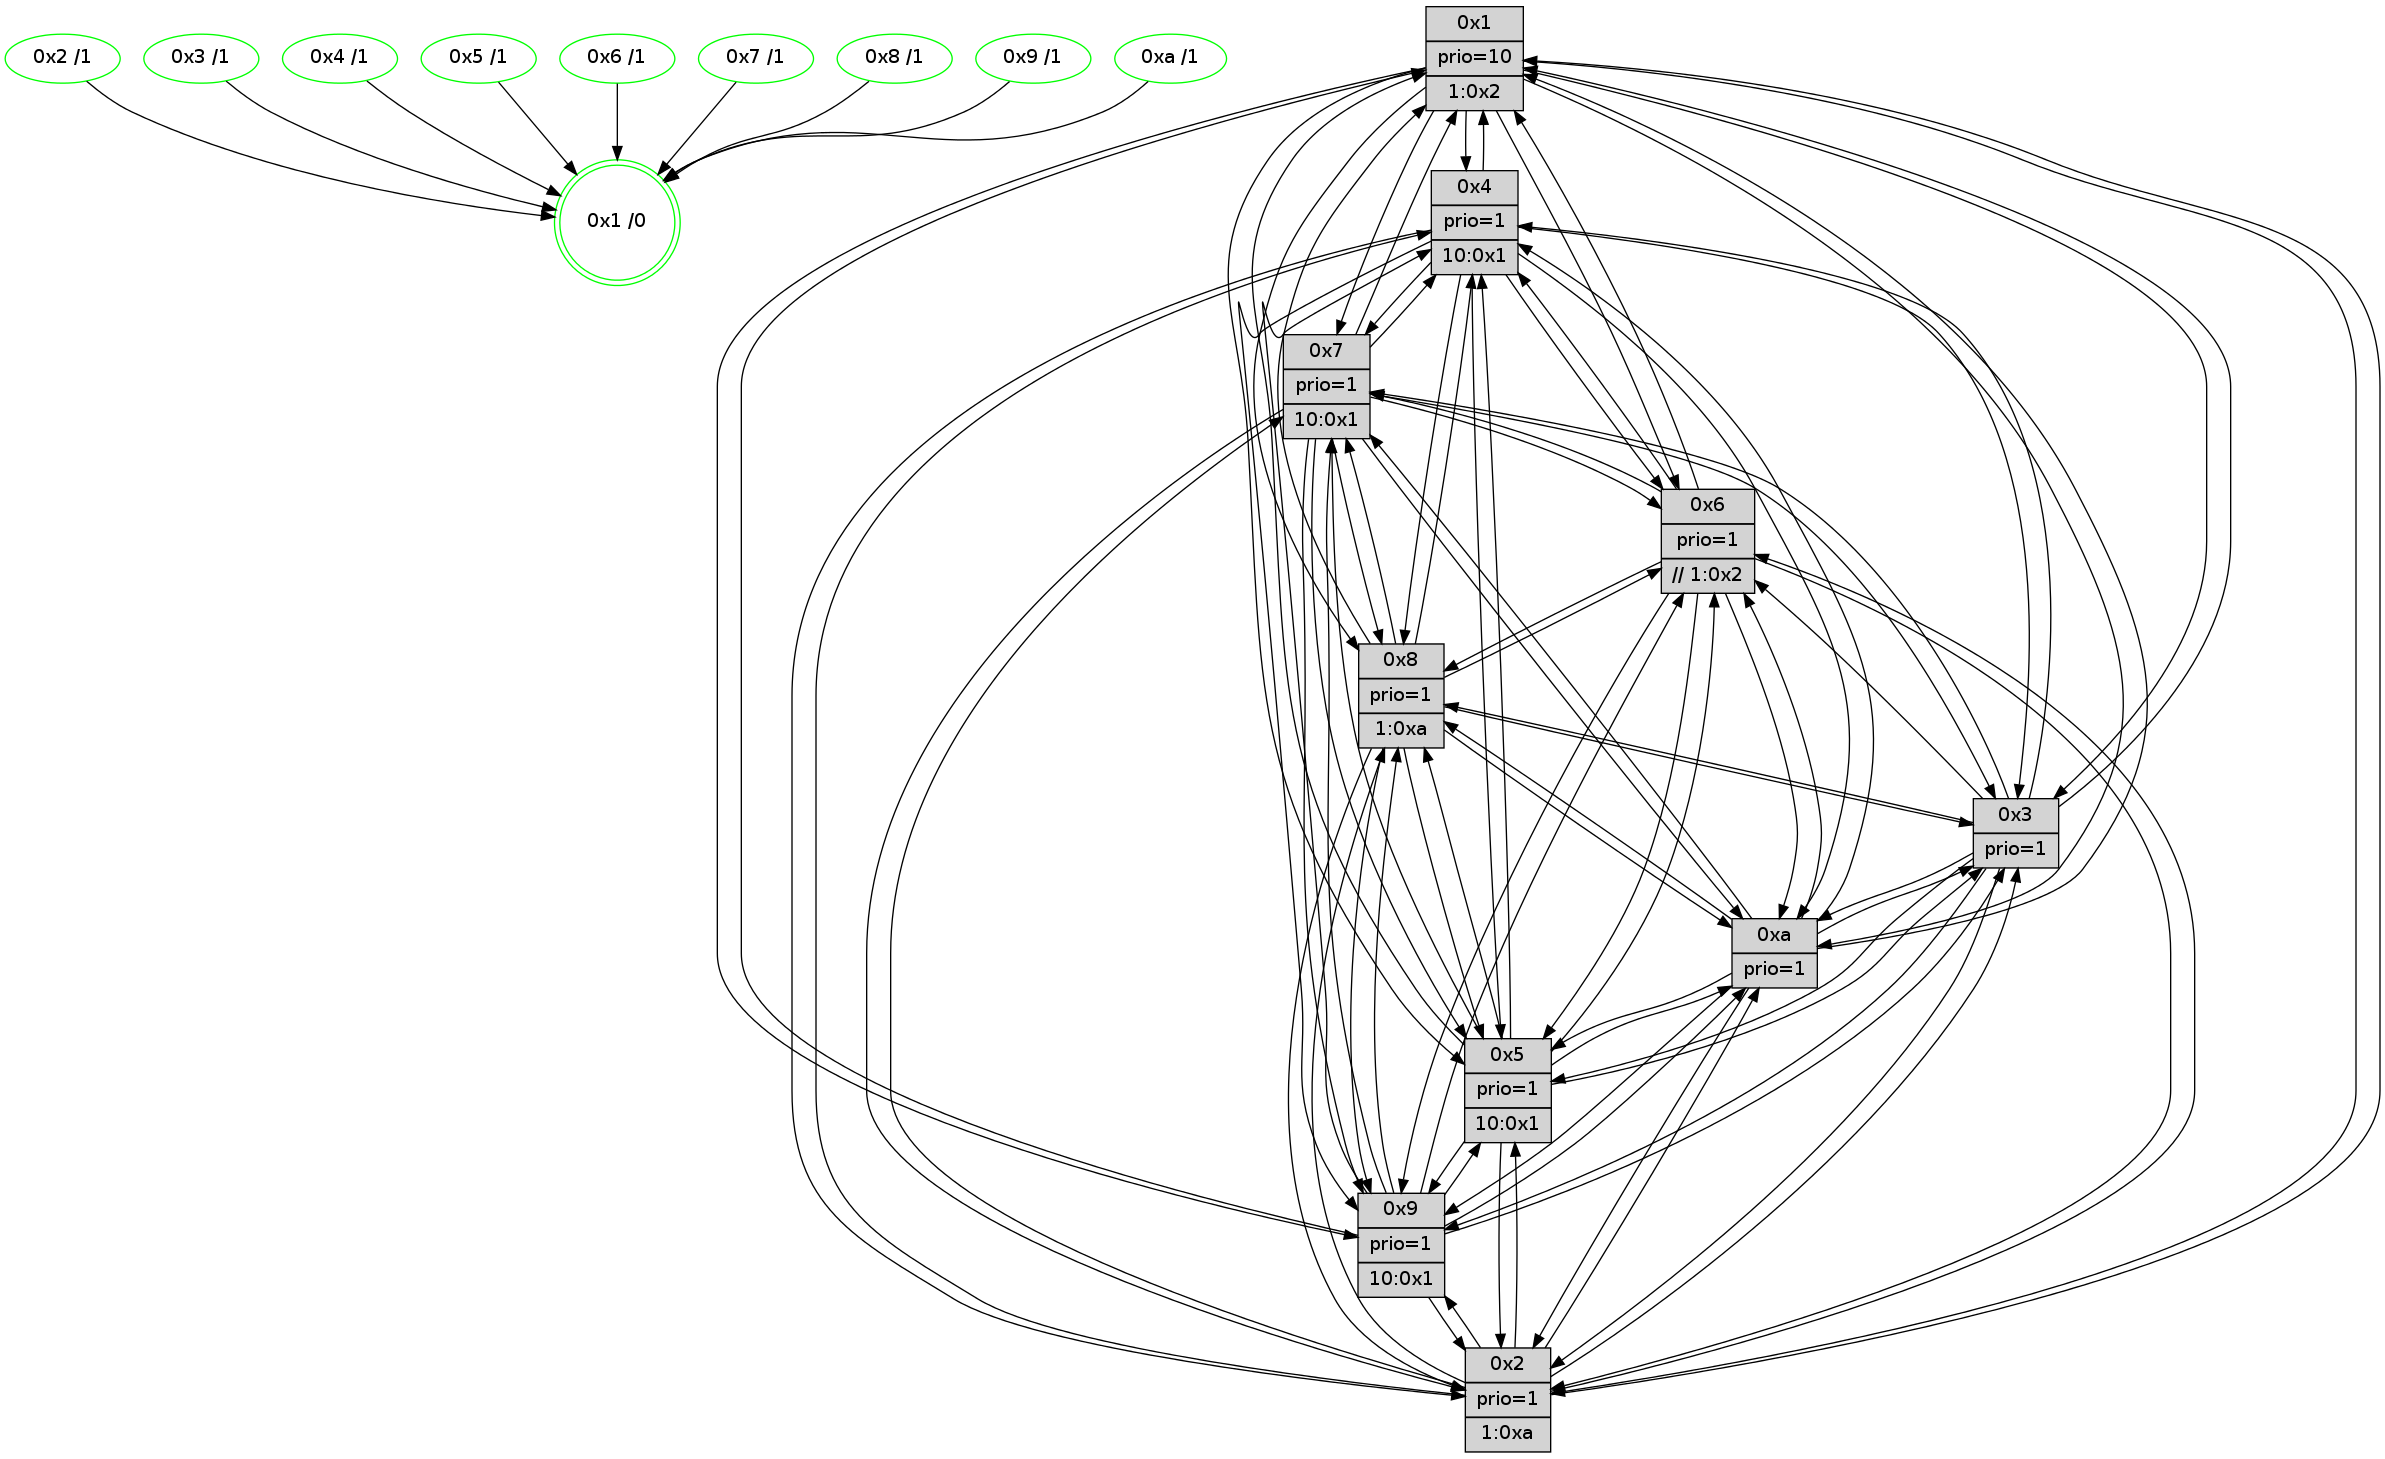 0x2 /1
0x3 /1
0x4 /1
0x5 /1
0x6 /1
0x7 /1
0x8 /1
0x9 /1
0xa /1
0x1 /0
0x1
prio=10
1:0x2
0x4
prio=1
10:0x1
0x7
prio=1
10:0x1
0x6
prio=1
// 1:0x2
0x8
prio=1
1:0xa
0x3
prio=1
0xa
prio=1
0x5
prio=1
10:0x1
0x9
prio=1
10:0x1
0x2
prio=1
1:0xa